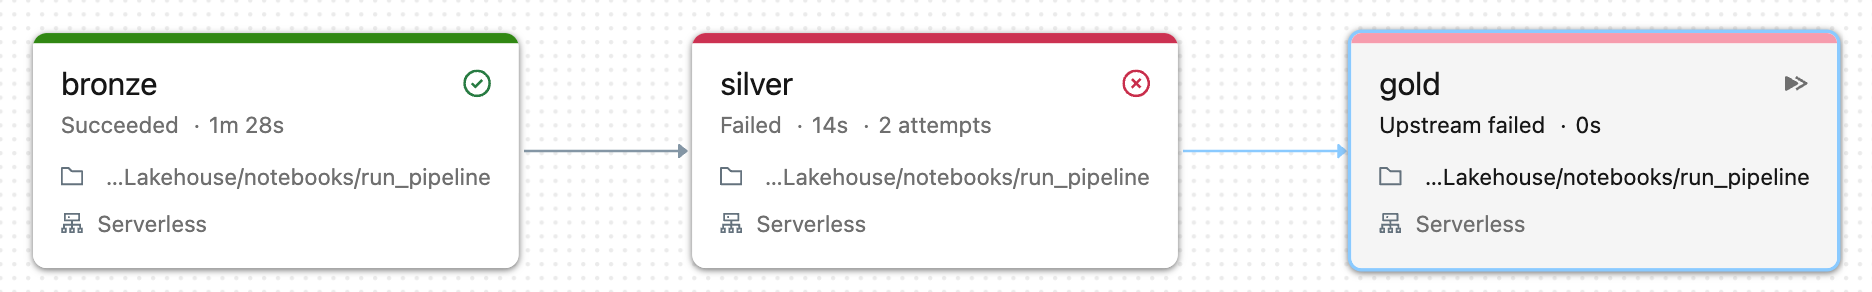 bronze
Succeeded · 1m 28s
...Lakehouse/notebooks/run_pipeline
Serverless
silver
Failed · 14s · 2 attempts
...Lakehouse/notebooks/run_pipeline
Serverless
gold
Upstream failed · 0s
...Lakehouse/notebooks/run_pipeline
Serverless